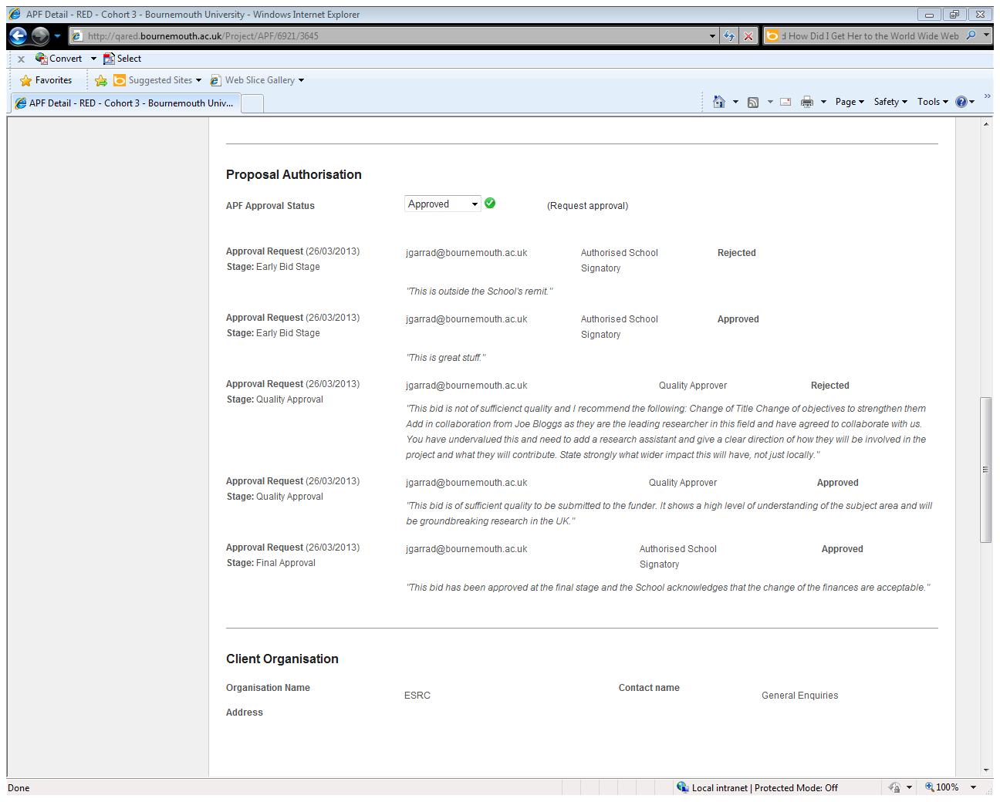 APF Detail - RED - Cohort 3 - Bournemouth University - Windows Internet Explorer
http://qared.bournemouth.ac.uk/Project/APF/6921/3645
d How Did I Get Her to the World Wide Web
x Convert Select
Favorites Suggested Sites Web Slice Gallery
APF Detail - RED - Cohort 3 - Bournemouth Univ... Page Safety Tools »
Proposal Authorisation
APF Approval Status Approved (Request approval)
Approval Request (26/03/2013) jgarrad@bournemouth.ac.uk Authorised School Rejected
Stage: Early Bid Stage Signatory
"This is outside the School's remit."
Approval Request (26/03/2013) jgarrad@bournemouth.ac.uk Authorised School Approved
Stage: Early Bid Stage Signatory
"This is great stuff."
Approval Request (26/03/2013) jgarrad@bournemouth.ac.uk Quality Approver Rejected
Stage: Quality Approval
"This bid is not of sufficienct quality and I recommend the following: Change of Title Change of objectives to strengthen them
Add in collaboration from Joe Bloggs as they are the leading researcher in this field and have agreed to collaborate with us.
You have undervalued this and need to add a research assistant and give a clear direction of how they will be involved in the
project and what they will contribute. State strongly what wider impact this will have, not just locally."
Approval Request (26/03/2013) jgarrad@bournemouth.ac.uk Quality Approver Approved
Stage: Quality Approval
"This bid is of sufficient quality to be submitted to the funder. It shows a high level of understanding of the subject area and will
be groundbreaking research in the UK."
Approval Request (26/03/2013) jgarrad@bournemouth.ac.uk Authorised School Approved
Stage: Final Approval Signatory
"This bid has been approved at the final stage and the School acknowledges that the change of the finances are acceptable."
Client Organisation
Organisation Name ESRC Contact name General Enquiries
Address
Done Local intranet | Protected Mode: Off 100%